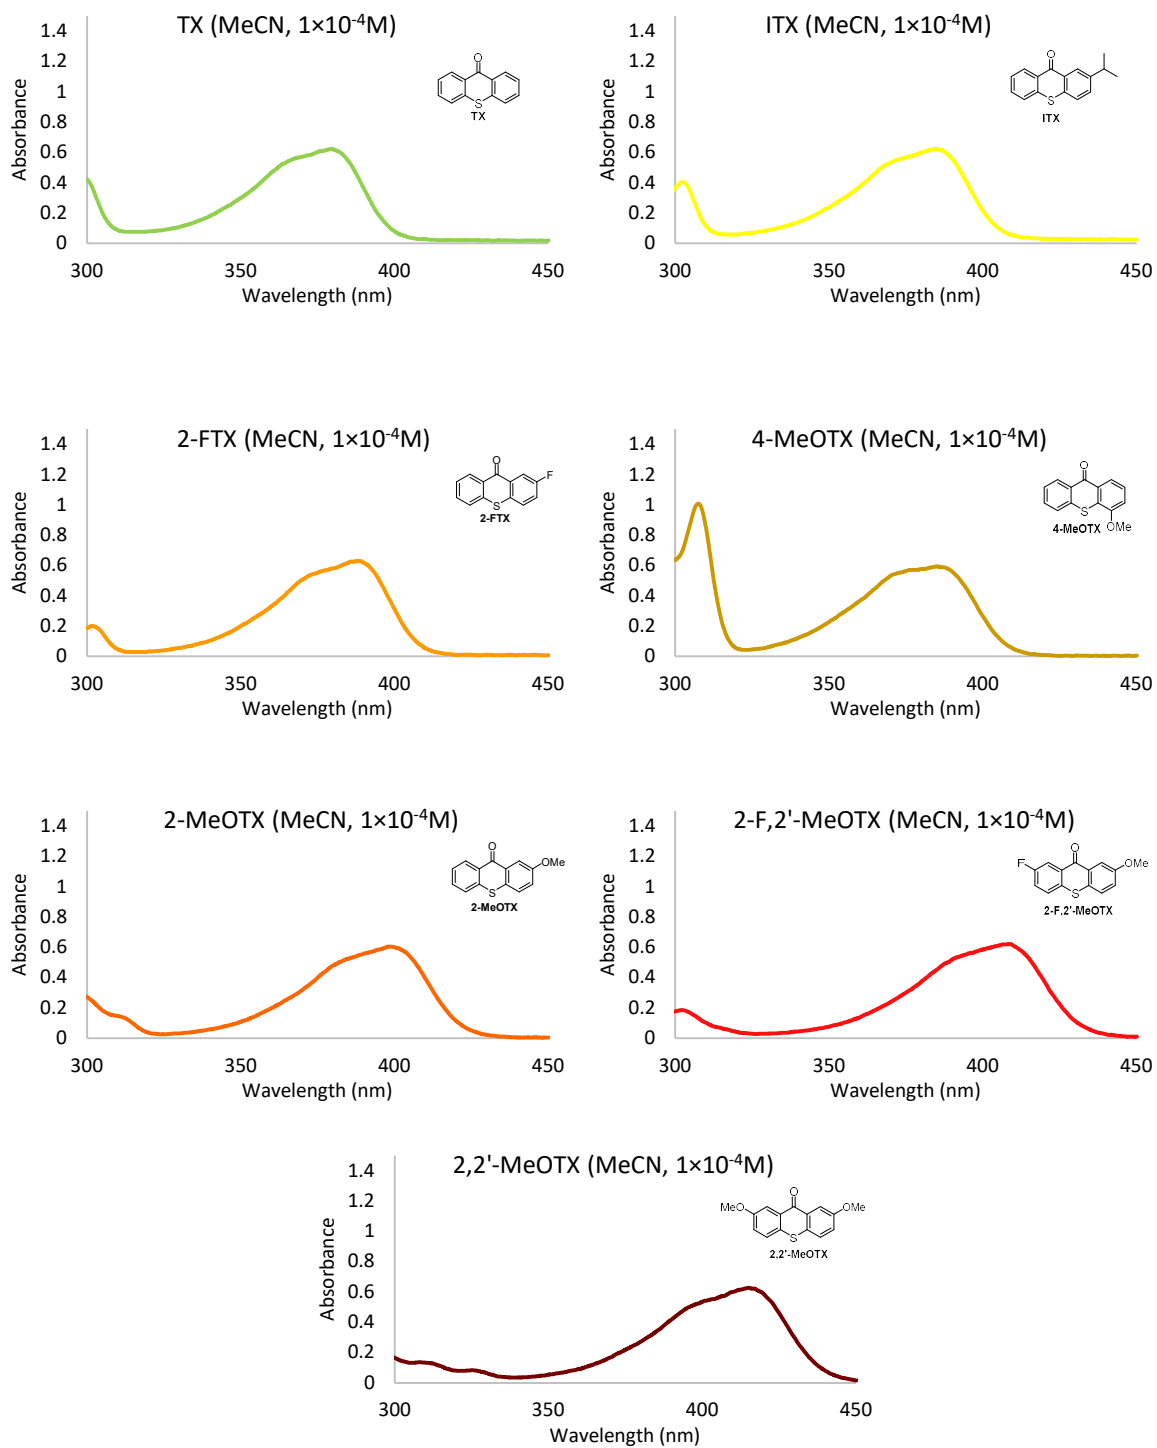 TX (MeCN, 1×10-4M)
1.4
1.2
1
0.8
0.6
0.4
0.2
0
Absorbance
300
350
400
450
Wavelength (nm)
O
S
TX
ITX (MeCN, 1×10-4M)
1.4
1.2
1
0.8
0.6
0.4
0.2
0
Absorbance
300
350
400
450
Wavelength (nm)
O
S
ITX
2-FTX (MeCN, 1×10-4M)
1.4
1.2
1
0.8
0.6
0.4
0.2
0
Absorbance
300
350
400
450
Wavelength (nm)
O
F
S
2-FTX
4-MeOTX (MeCN, 1×10-4M)
1.4
1.2
1
0.8
0.6
0.4
0.2
0
Absorbance
300
350
400
450
Wavelength (nm)
O
S
4-MeOTX
OMe
2-MeOTX (MeCN, 1×10-4M)
1.4
1.2
1
0.8
0.6
0.4
0.2
0
Absorbance
300
350
400
450
Wavelength (nm)
O
OMe
S
2-MeOTX
2-F,2'-MeOTX (MeCN, 1×10-4M)
1.4
1.2
1
0.8
0.6
0.4
0.2
0
Absorbance
300
350
400
450
Wavelength (nm)
F
O
OMe
S
2-F,2'-MeOTX
2,2'-MeOTX (MeCN, 1×10-4M)
1.4
1.2
1
0.8
0.6
0.4
0.2
0
Absorbance
300
350
400
450
Wavelength (nm)
MeO
O
OMe
S
2,2'-MeOTX